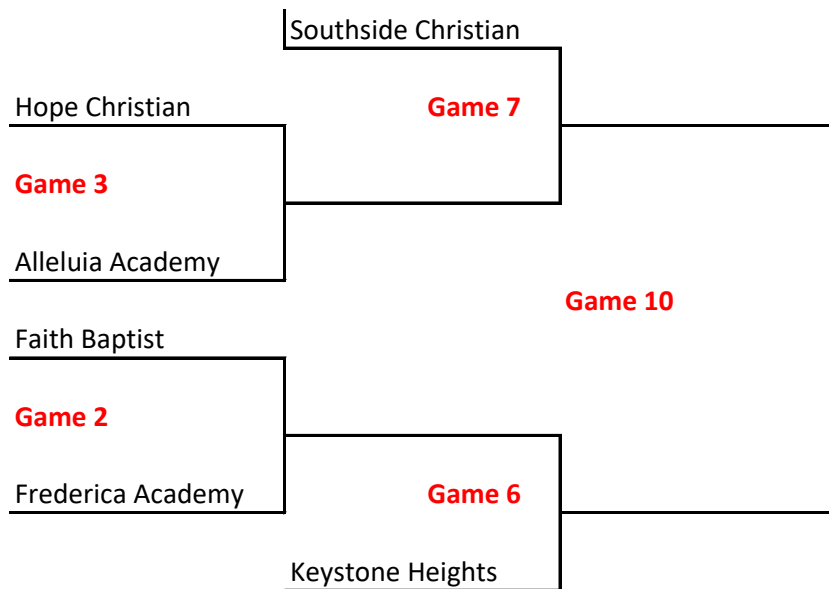 Southside Christian
Hope Christian
Game 7
Game 3
Alleluia Academy
Game 10
Faith Baptist
Game 2
Frederica Academy
Game 6
Keystone Heights